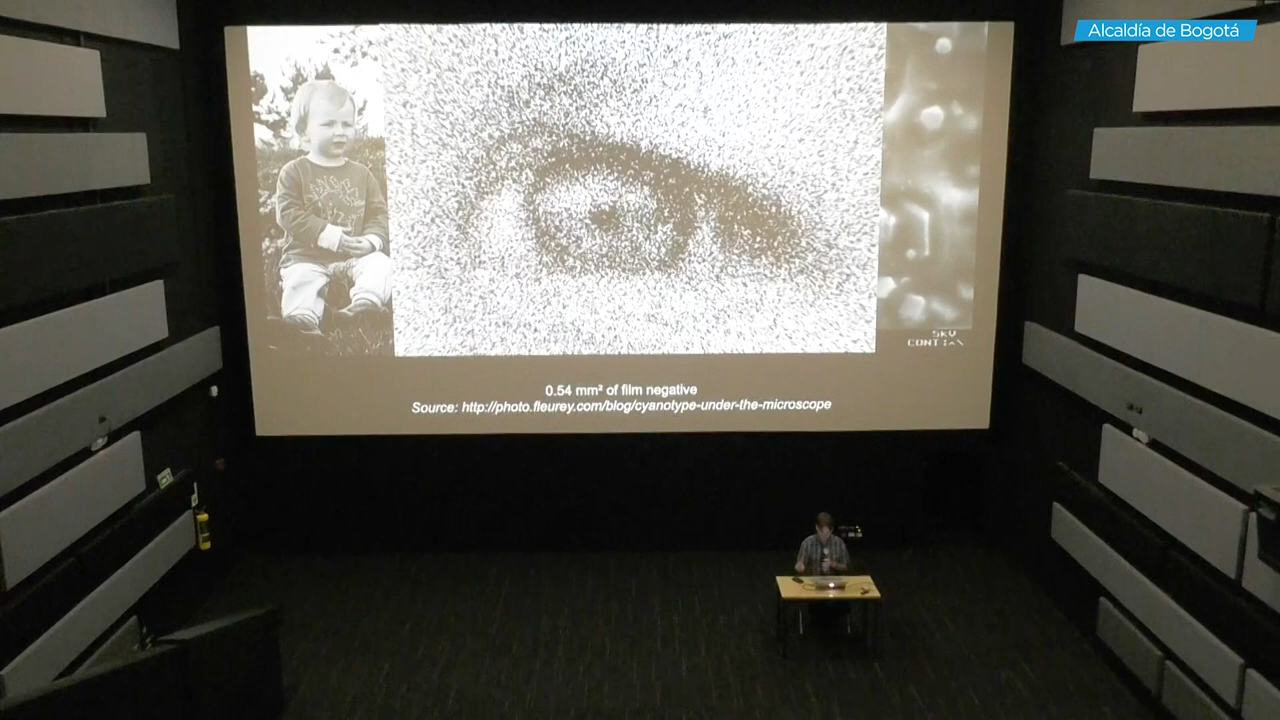 Alcaldía de Bogotá
0.54 mm² of film negative
Source: http://photo.fleurey.com/blog/cyanotype-under-the-microscope